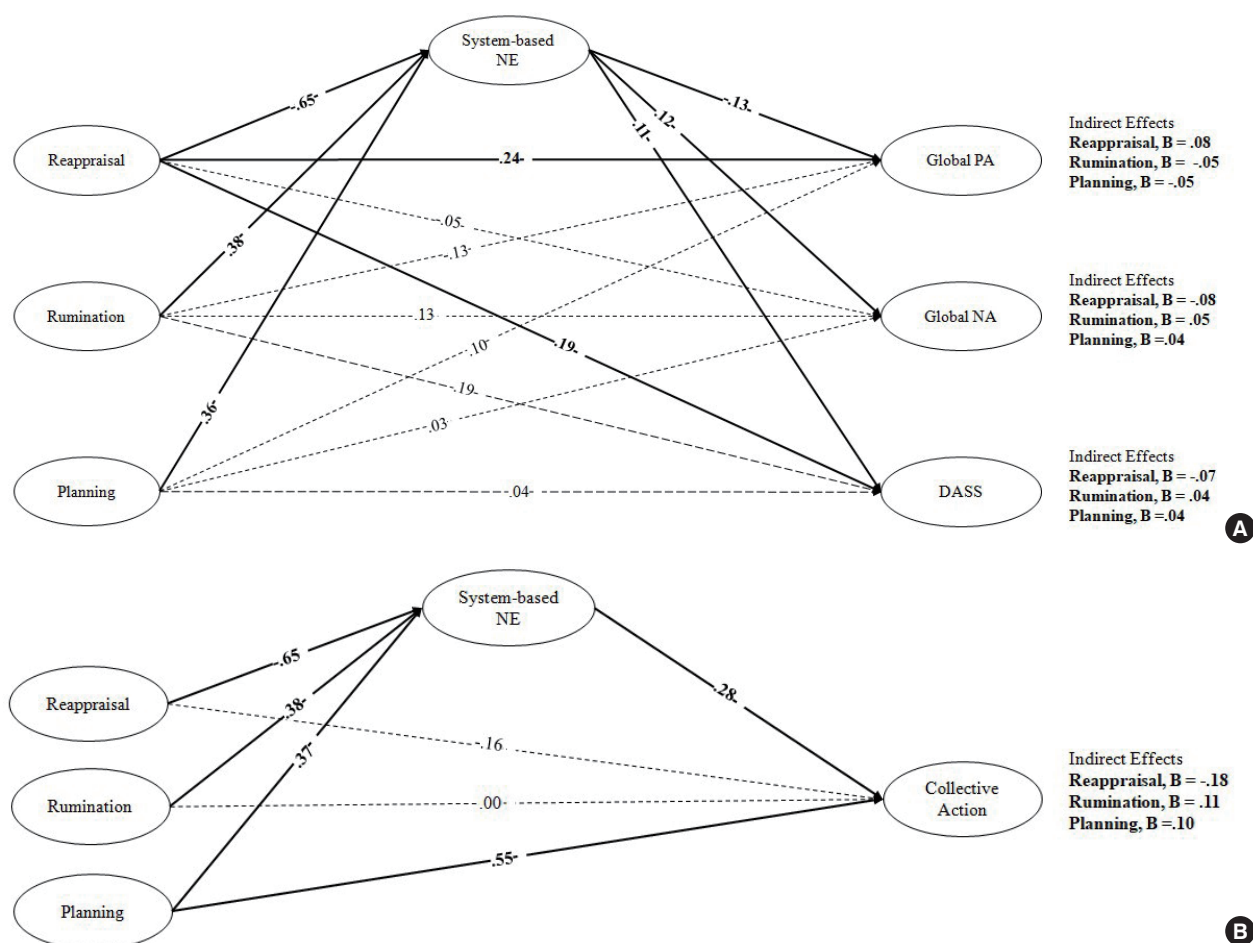 System-based
NE
-.65-
-.13-
.12-
Reappraisal
.24-
.11-
Global PA
Indirect Effects
Reappraisal, B = .08
Rumination, B = -.05
Planning, B = -.05
-.05-
.38-
-.13-
Rumination
.13
Global NA
Indirect Effects
Reappraisal, B = -.08
Rumination, B = .05
Planning, B =.04
.10-
.19-
.19
.36-
.03
Planning
.04-
DASS
Indirect Effects
Reappraisal, B = -.07
Rumination, B = .04
Planning, B =.04
A
System-based
NE
-.65
Reappraisal
.38-
.28-
.37
-.16
Rumination
.00-
Collective
Action
Indirect Effects
Reappraisal, B = -.18
Rumination, B = .11
Planning, B =.10
.55-
Planning
B